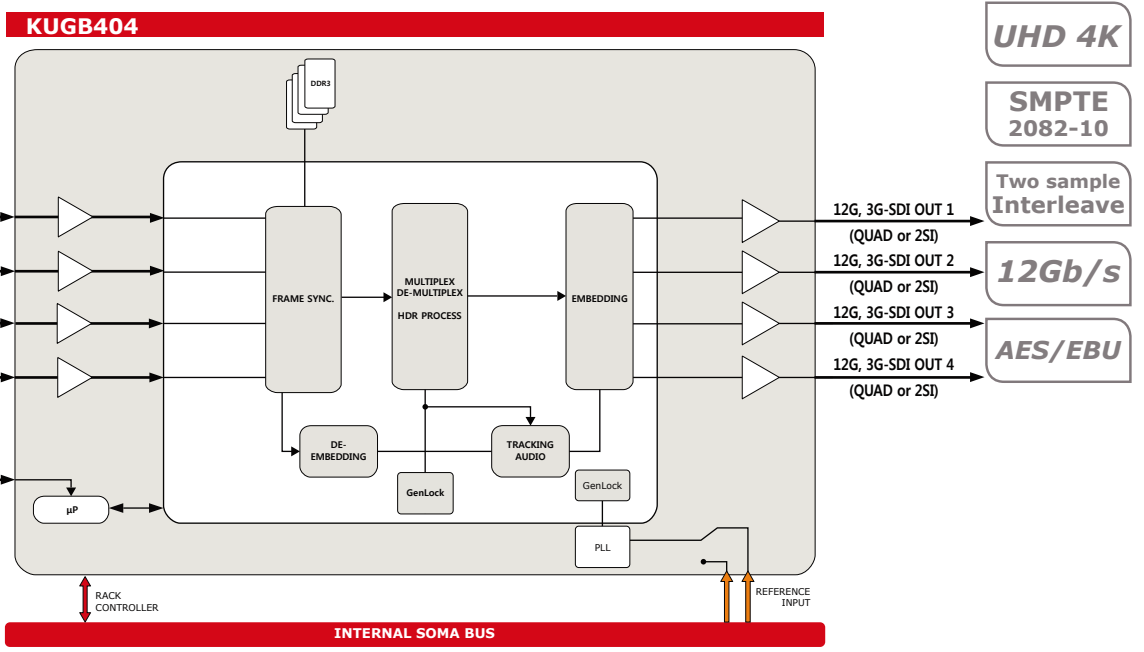 KUGB404
UHD 4K
SMPTE
2082-10
Two sample
Interleave
12Gb/s
AES/EBU
DDR3
FRAME SYNC.
MULTIPLEX
DE-MULTIPLEX
HDR PROCESS
EMBEDDING
12G, 3G-SDI OUT 1
(QUAD or 2SI)
12G, 3G-SDI OUT 2
(QUAD or 2SI)
12G, 3G-SDI OUT 3
(QUAD or 2SI)
12G, 3G-SDI OUT 4
(QUAD or 2SI)
DE-
EMBEDDING
TRACKING
AUDIO
GenLock
GenLock
µP
PLL
RACK
CONTROLLER
REFERENCE
INPUT
INTERNAL SOMA BUS